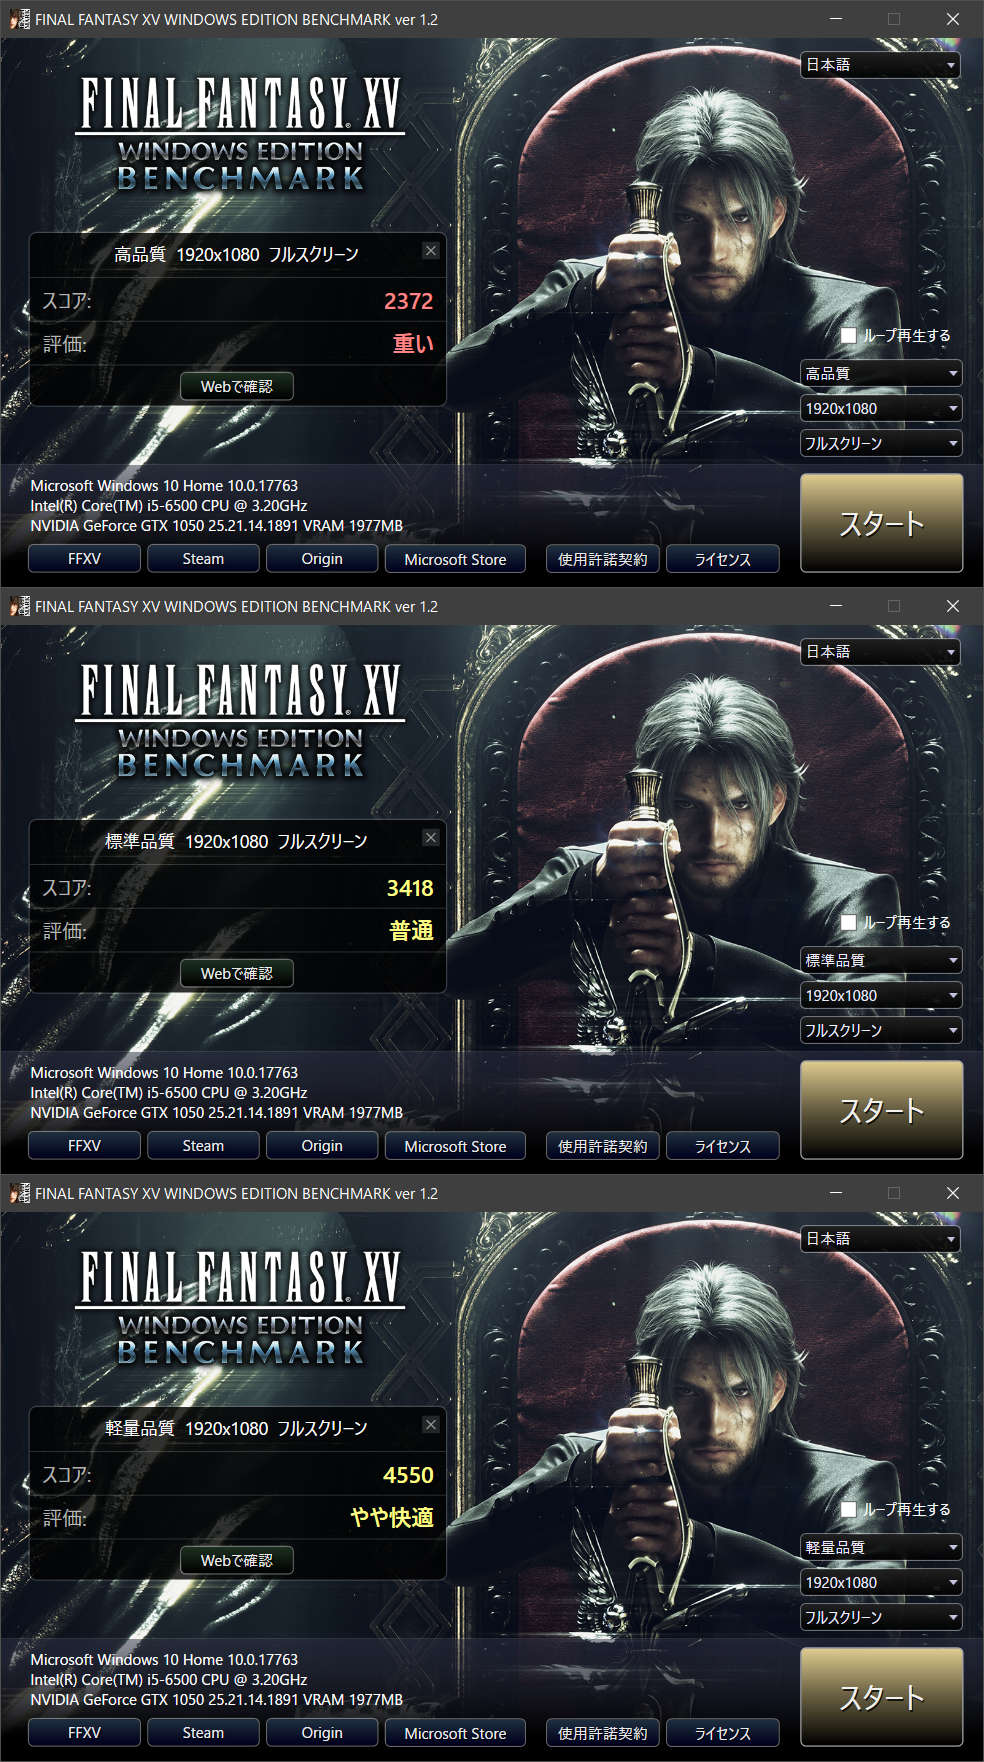 FINAL FANTASY XV WINDOWS EDITION BENCHMARK ver 1.2
日本語
FINAL FANTASY XV
WINDOWS EDITION
BENCHMARK
高品質 1920x1080 フルスクリーン
スコア: 2372
評価: 重い
Webで確認
ループ再生する
高品質
1920x1080
フルスクリーン
Microsoft Windows 10 Home 10.0.17763
Intel(R) Core(TM) i5-6500 CPU @ 3.20GHz
NVIDIA GeForce GTX 1050 25.21.14.1891 VRAM 1977MB
スタート
FFXV Steam Origin Microsoft Store 使用許諾契約 ライセンス
FINAL FANTASY XV WINDOWS EDITION BENCHMARK ver 1.2
日本語
FINAL FANTASY XV
WINDOWS EDITION
BENCHMARK
標準品質 1920x1080 フルスクリーン
スコア: 3418
評価: 普通
Webで確認
ループ再生する
標準品質
1920x1080
フルスクリーン
Microsoft Windows 10 Home 10.0.17763
Intel(R) Core(TM) i5-6500 CPU @ 3.20GHz
NVIDIA GeForce GTX 1050 25.21.14.1891 VRAM 1977MB
スタート
FFXV Steam Origin Microsoft Store 使用許諾契約 ライセンス
FINAL FANTASY XV WINDOWS EDITION BENCHMARK ver 1.2
日本語
FINAL FANTASY XV
WINDOWS EDITION
BENCHMARK
軽量品質 1920x1080 フルスクリーン
スコア: 4550
評価: やや快適
Webで確認
ループ再生する
軽量品質
1920x1080
フルスクリーン
Microsoft Windows 10 Home 10.0.17763
Intel(R) Core(TM) i5-6500 CPU @ 3.20GHz
NVIDIA GeForce GTX 1050 25.21.14.1891 VRAM 1977MB
スタート
FFXV Steam Origin Microsoft Store 使用許諾契約 ライセンス